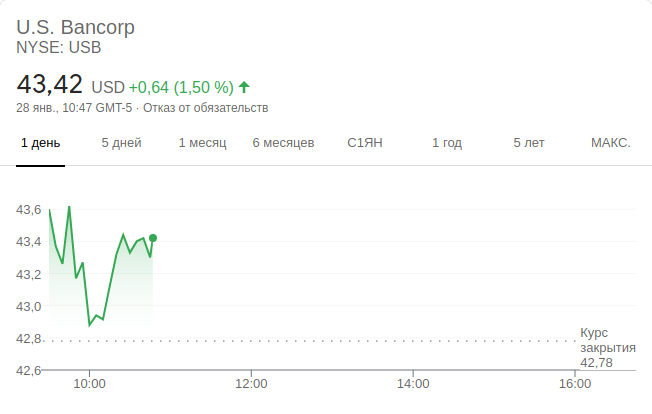 U.S. Bancorp
NYSE: USB
43,42 USD +0,64 (1,50 %)
28 янв., 10:47 GMT-5 · Отказ от обязательств
1 день 5 дней 1 месяц 6 месяцев С1ЯН 1 год 5 лет МАКС.
43,6
43,4
43,2
43,0
42,8
42,6
Курс
закрытия
42,78
10:00 12:00 14:00 16:00